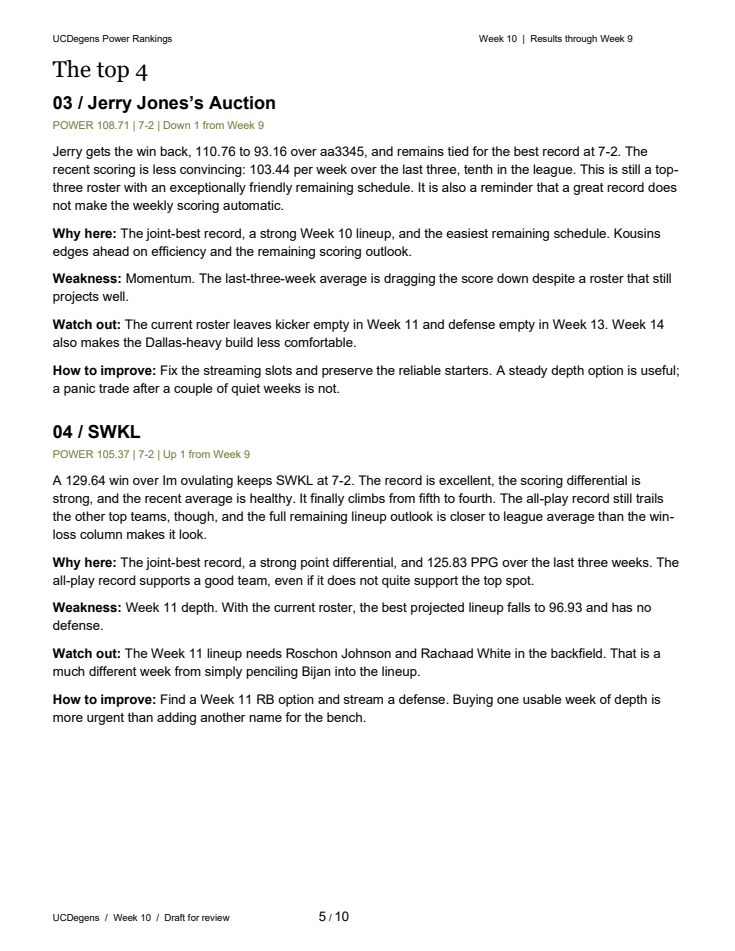 UCDegens Power Rankings
Week 10 | Results through Week 9
The top 4
03 / Jerry Jones’s Auction
POWER 108.71 | 7-2 | Down 1 from Week 9
Jerry gets the win back, 110.76 to 93.16 over aa3345, and remains tied for the best record at 7-2. The
recent scoring is less convincing: 103.44 per week over the last three, tenth in the league. This is still a top-
three roster with an exceptionally friendly remaining schedule. It is also a reminder that a great record does
not make the weekly scoring automatic.
Why here: The joint-best record, a strong Week 10 lineup, and the easiest remaining schedule. Kousins
edges ahead on efficiency and the remaining scoring outlook.
Weakness: Momentum. The last-three-week average is dragging the score down despite a roster that still
projects well.
Watch out: The current roster leaves kicker empty in Week 11 and defense empty in Week 13. Week 14
also makes the Dallas-heavy build less comfortable.
How to improve: Fix the streaming slots and preserve the reliable starters. A steady depth option is useful;
a panic trade after a couple of quiet weeks is not.
04 / SWKL
POWER 105.37 | 7-2 | Up 1 from Week 9
A 129.64 win over Im ovulating keeps SWKL at 7-2. The record is excellent, the scoring differential is
strong, and the recent average is healthy. It finally climbs from fifth to fourth. The all-play record still trails
the other top teams, though, and the full remaining lineup outlook is closer to league average than the win-
loss column makes it look.
Why here: The joint-best record, a strong point differential, and 125.83 PPG over the last three weeks. The
all-play record supports a good team, even if it does not quite support the top spot.
Weakness: Week 11 depth. With the current roster, the best projected lineup falls to 96.93 and has no
defense.
Watch out: The Week 11 lineup needs Roschon Johnson and Rachaad White in the backfield. That is a
much different week from simply penciling Bijan into the lineup.
How to improve: Find a Week 11 RB option and stream a defense. Buying one usable week of depth is
more urgent than adding another name for the bench.
UCDegens / Week 10 / Draft for review
5 / 10